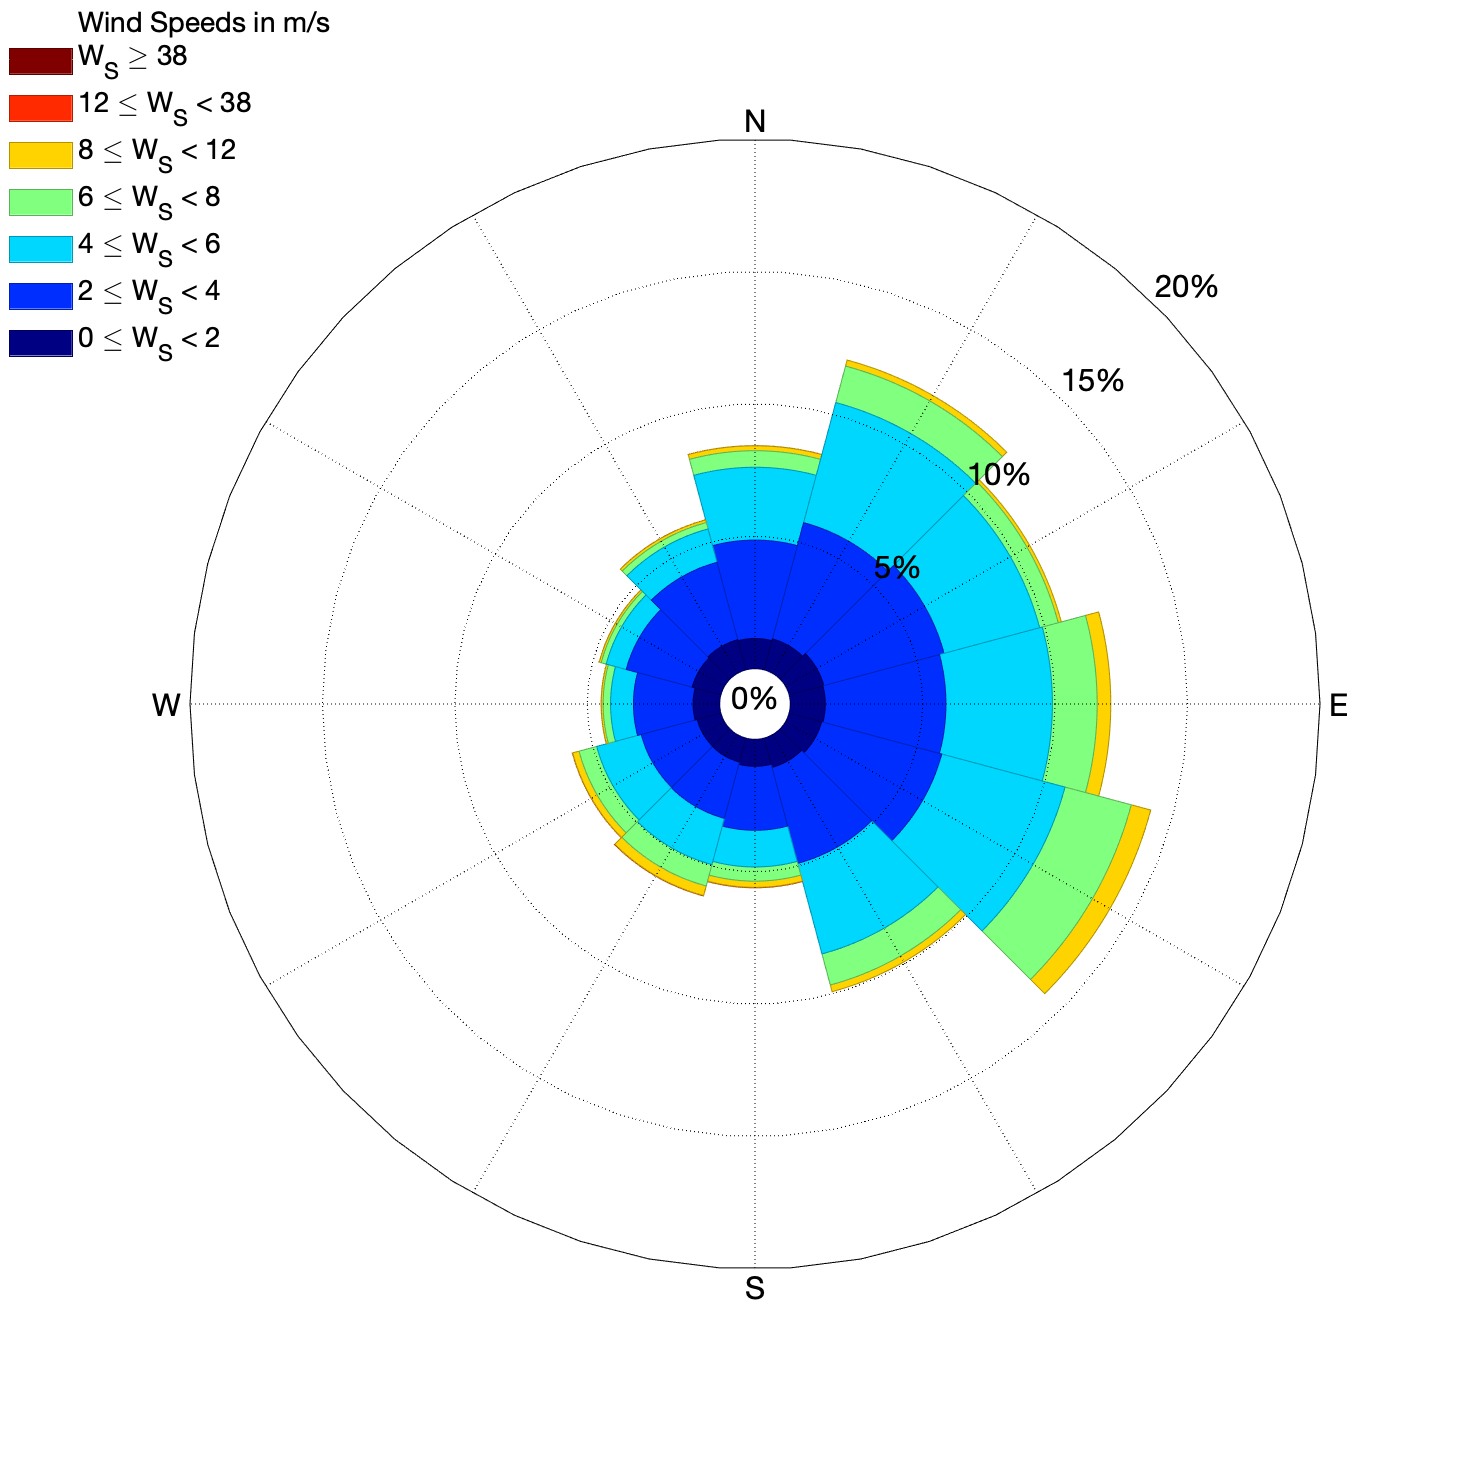 Wind Speeds in m/s
W_S ≥ 38
12 ≤ W_S < 38
8 ≤ W_S < 12
6 ≤ W_S < 8
4 ≤ W_S < 6
2 ≤ W_S < 4
0 ≤ W_S < 2
N
20%
15%
10%
5%
0%
W
E
S